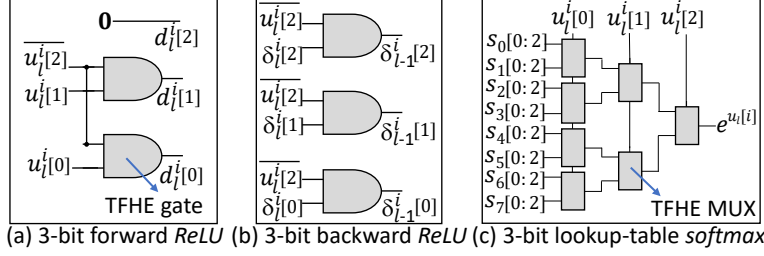 0
d_l^i[2]
\overline{u_l^i[2]}
u_l^i[1]
d_l^i[1]
u_l^i[0]
d_l^i[0]
TFHE gate
(a) 3-bit forward ReLU
\overline{u_l^i[2]}
δ_l^i[2]
δ_{l-1}^i[2]
\overline{u_l^i[2]}
δ_l^i[1]
δ_{l-1}^i[1]
\overline{u_l^i[2]}
δ_l^i[0]
δ_{l-1}^i[0]
(b) 3-bit backward ReLU
u_l^i[0] u_l^i[1] u_l^i[2]
s_0[0:2]
s_1[0:2]
s_2[0:2]
s_3[0:2]
s_4[0:2]
s_5[0:2]
s_6[0:2]
s_7[0:2]
e^{u_l[i]}
TFHE MUX
(c) 3-bit lookup-table softmax